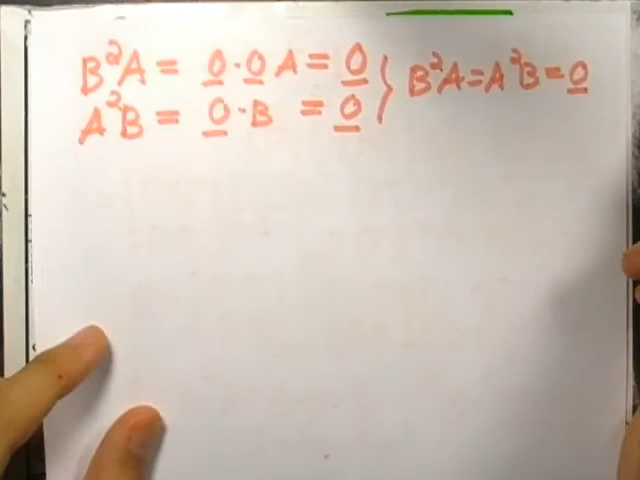 B²A = 0·0 A = 0 } B²A = A²B = 0
A²B = 0·B = 0